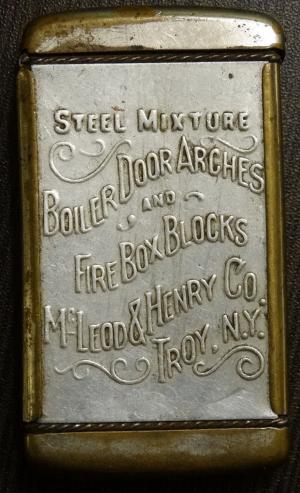 STEEL MIXTURE
BOILER DOOR ARCHES
AND
FIRE BOX BLOCKS
McLEOD & HENRY CO.
TROY, N.Y.